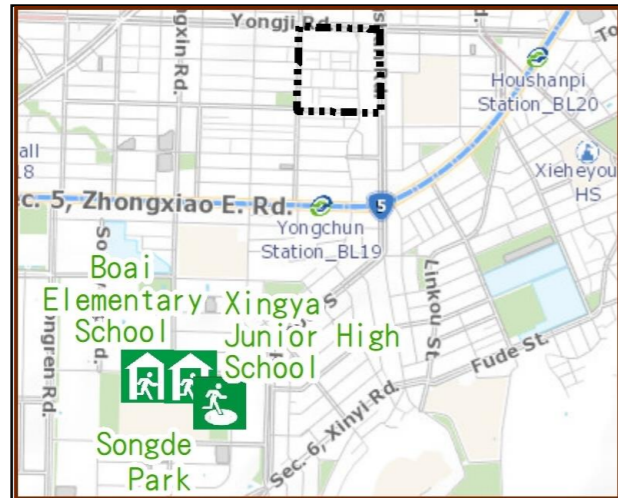 Yongji Rd.
Rd.
Houshanpi
Station_BL20
Xieheyou
HS
c. 5, Zhongxiao E. Rd.
5
Yongchun
Station_BL19
Linkou St.
Fude St.
Sec. 6, Xinyi Rd.
Boai
Elementary
School
Xingya
Junior High
School
Songde
Park